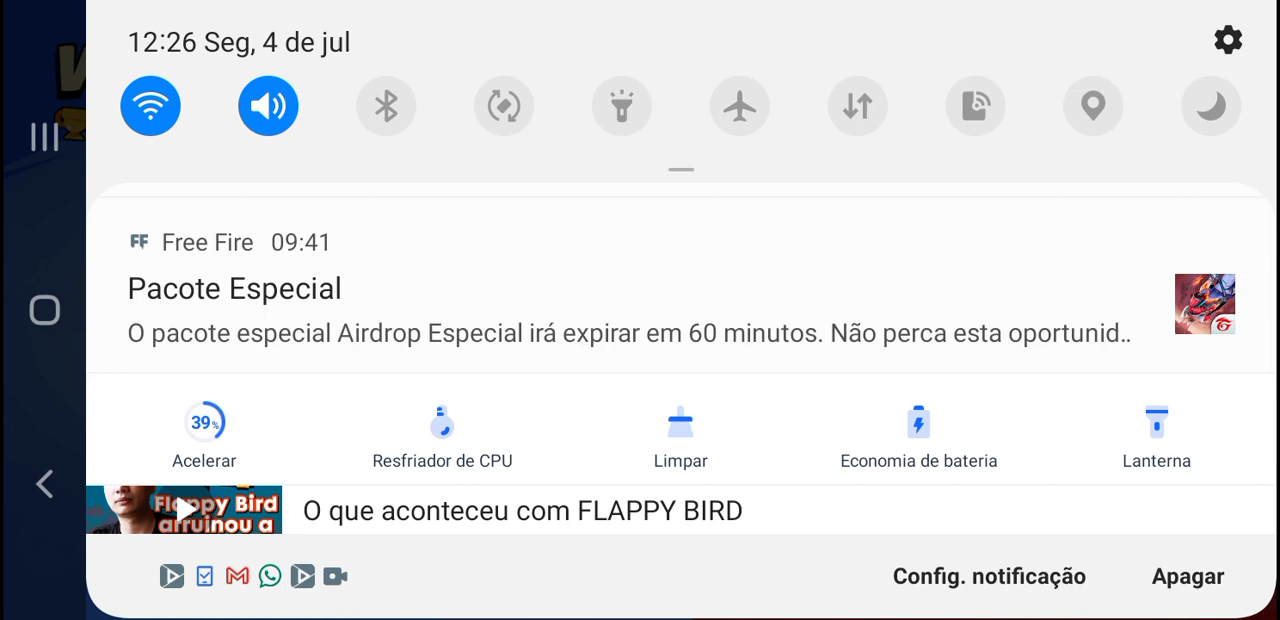 12:26 Seg, 4 de jul
FF Free Fire 09:41
Pacote Especial
O pacote especial Airdrop Especial irá expirar em 60 minutos. Não perca esta oportunid..
39%
Acelerar
Resfriador de CPU
Limpar
Economia de bateria
Lanterna
Flappy Bird
arruinou a
O que aconteceu com FLAPPY BIRD
Config. notificação
Apagar